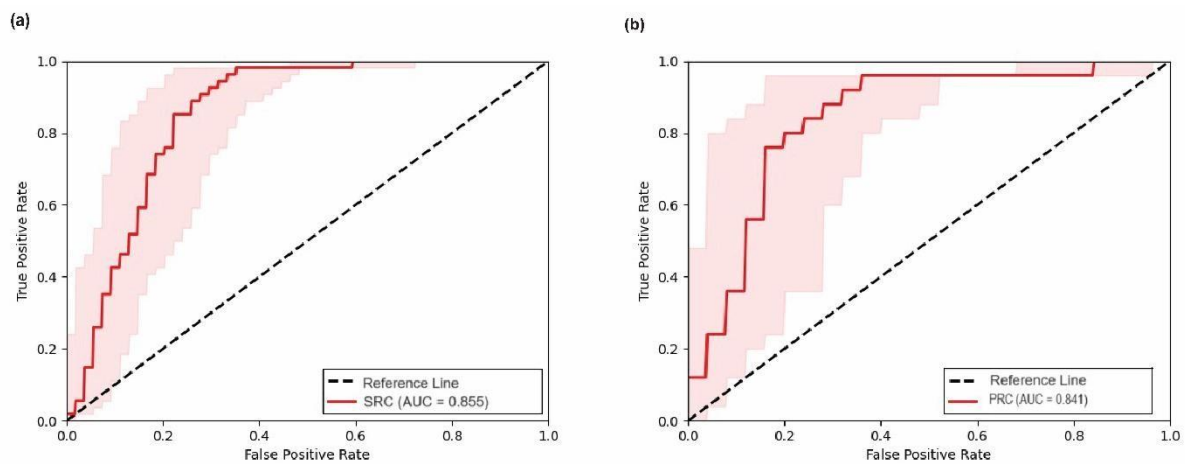 (a)
(b)
1.0
0.8
0.6
0.4
0.2
0.0
True Positive Rate
0.0 0.2 0.4 0.6 0.8 1.0
False Positive Rate
Reference Line
SRC (AUC = 0.855)
1.0
0.8
0.6
0.4
0.2
0.0
True Positive Rate
0.0 0.2 0.4 0.6 0.8 1.0
False Positive Rate
Reference Line
PRC (AUC = 0.841)